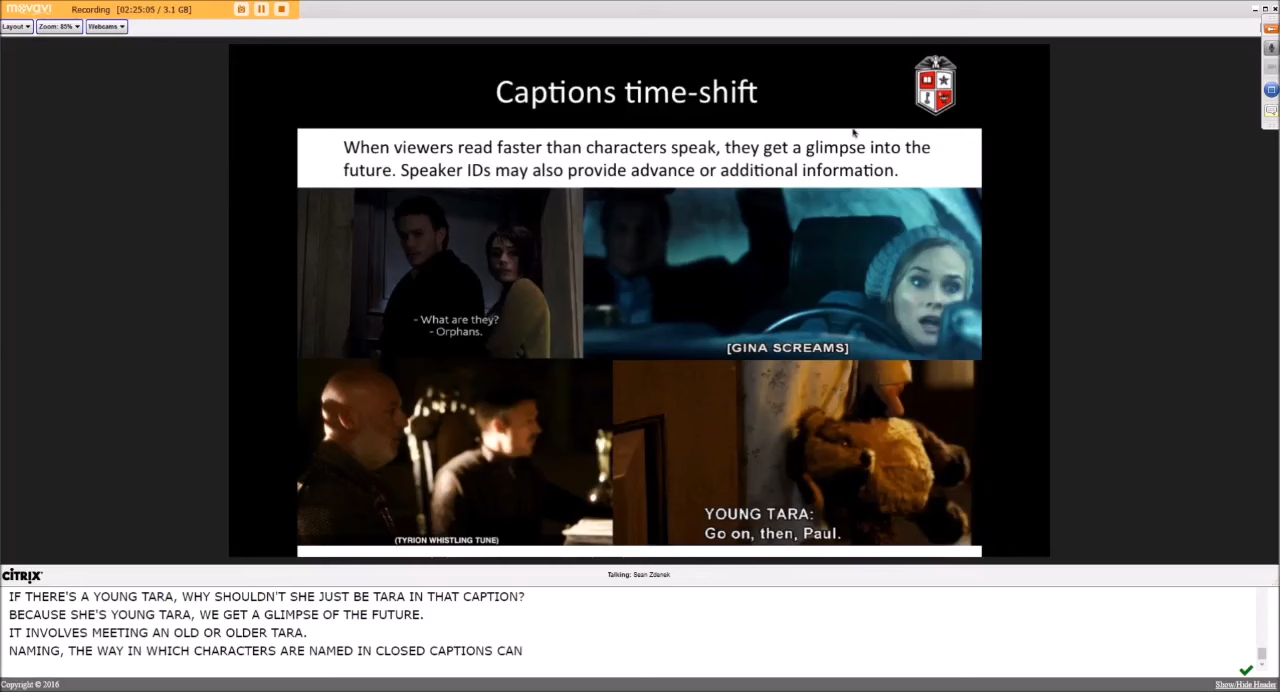 movavi
Recording [02:25:05 / 3.1 GB]
Layout Zoom: 85% Webcams
Captions time-shift
When viewers read faster than characters speak, they get a glimpse into the
future. Speaker IDs may also provide advance or additional information.
- What are they?
- Orphans.
[GINA SCREAMS]
(TYRION WHISTLING TUNE)
YOUNG TARA:
Go on, then, Paul.
CITRIX
Talking: Sean Zdenek
IF THERE'S A YOUNG TARA, WHY SHOULDN'T SHE JUST BE TARA IN THAT CAPTION?
BECAUSE SHE'S YOUNG TARA, WE GET A GLIMPSE OF THE FUTURE.
IT INVOLVES MEETING AN OLD OR OLDER TARA.
NAMING, THE WAY IN WHICH CHARACTERS ARE NAMED IN CLOSED CAPTIONS CAN
Copyright © 2016
Show/Hide Header